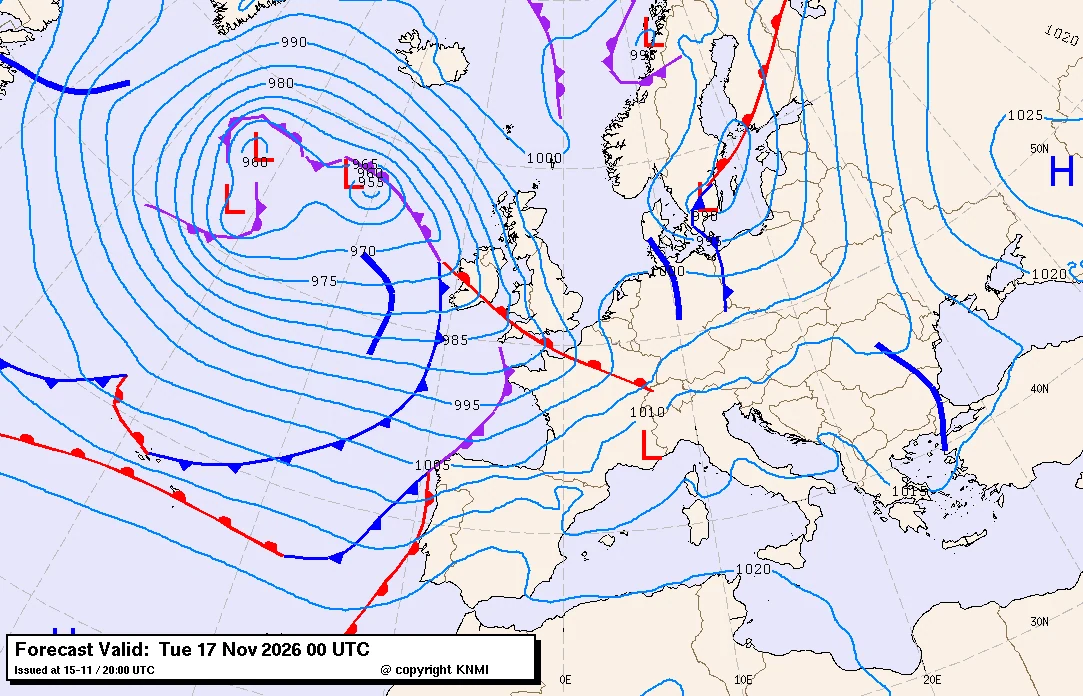 990
1020
995
980
1025
50N
1000
H
L
L
965
960
960
L
955
L
L
990
995
970
1000
1020
975
985
40N
995
1010
L
1005
1015
1020
30N
H
Forecast Valid: Tue 17 Nov 2026 00 UTC
Issued at 15-11 / 20:00 UTC @ copyright KNMI
0E
10E
20E